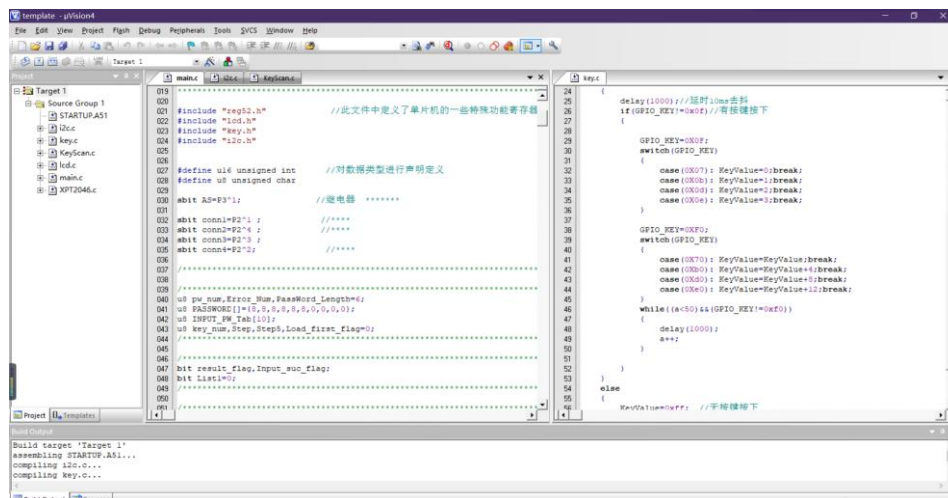 template - µVision4
File Edit View Project Flash Debug Peripherals Tools SVCS Window Help
Target 1
Project
Target 1
Source Group 1
STARTUP.A51
i2c.c
key.c
KeyScan.c
lcd.c
main.c
XPT2046.c
Project Templates
main.c i2c.c KeyScan.c
019
020
021 #include "reg52.h" //此文件中定义了单片机的一些特殊功能寄存器
022 #include "lcd.h"
023 #include "key.h"
024 #include "i2c.h"
025
026
027 #define u16 unsigned int //对数据类型进行声明定义
028 #define u8 unsigned char
029
030 sbit AS=P3^1; //继电器 *******
031
032 sbit conn1=P2^1 ; //****
033 sbit conn2=P2^4 ; //****
034 sbit conn3=P2^3 ;
035 sbit conn4=P2^2; //****
036
037
038
039
040 u8 pw_num,Error_Num,PassWord_Length=6;
041 u8 PASSWORD[]={8,8,8,8,8,8,0,0,0,0};
042 u8 INPUT_PW_Tab[10];
043 u8 key_num,Step,Step5,Load_first_flag=0;
044
045
046
047 bit result_flag,Input_suc_flag;
048 bit List1=0;
049
050
051
key.c
24 {
25 delay(1000);//延时10ms去抖
26 if(GPIO_KEY!=0x0f)//有按键按下
27 {
28
29 GPIO_KEY=0X0F;
30 switch(GPIO_KEY)
31 {
32 case(0X07): KeyValue=0;break;
33 case(0X0b): KeyValue=1;break;
34 case(0X0d): KeyValue=2;break;
35 case(0X0e): KeyValue=3;break;
36 }
37
38 GPIO_KEY=0XF0;
39 switch(GPIO_KEY)
40 {
41 case(0X70): KeyValue=KeyValue;break;
42 case(0Xb0): KeyValue=KeyValue+4;break;
43 case(0Xd0): KeyValue=KeyValue+8;break;
44 case(0Xe0): KeyValue=KeyValue+12;break;
45 }
46 while((a<50)&&(GPIO_KEY!=0xf0))
47 {
48 delay(1000);
49 a++;
50 }
51
52 }
53 }
54 else
55 {
56 KeyValue=0xff; //无按键按下
Build Output
Build target 'Target 1'
assembling STARTUP.A51...
compiling i2c.c...
compiling key.c...